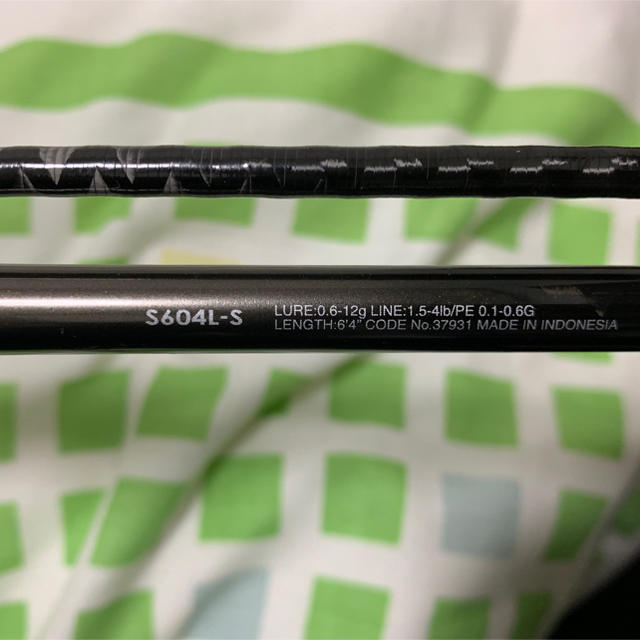 S604L-S
LURE:0.6-12g LINE:1.5-4lb/PE 0.1-0.6G
LENGTH:6'4" CODE No.37931 MADE IN INDONESIA